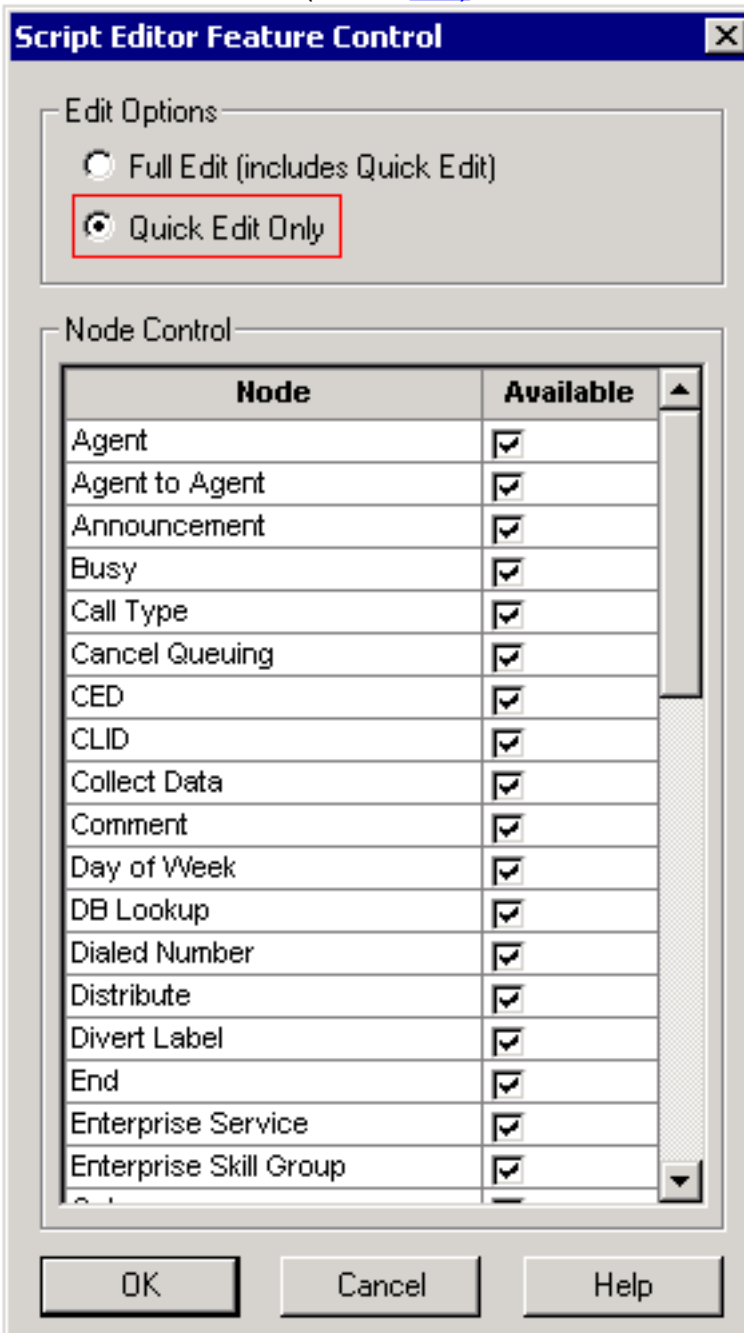 Script Editor Feature Control
Edit Options
Full Edit (includes Quick Edit)
Quick Edit Only
Node Control
Node Available
Agent
Agent to Agent
Announcement
Busy
Call Type
Cancel Queuing
CED
CLID
Collect Data
Comment
Day of Week
DB Lookup
Dialed Number
Distribute
Divert Label
End
Enterprise Service
Enterprise Skill Group
OK Cancel Help